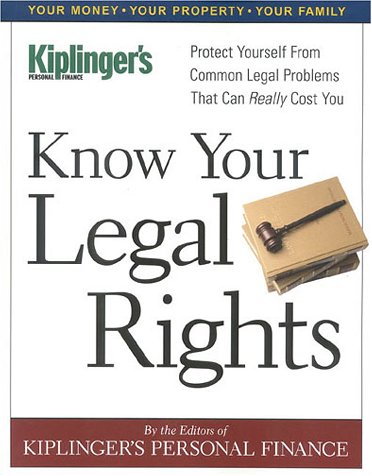 YOUR MONEY • YOUR PROPERTY • YOUR FAMILY
Kiplinger's
PERSONAL FINANCE
Protect Yourself From
Common Legal Problems
That Can Really Cost You
Know Your
Legal
Rights
By the Editors of
KIPLINGER'S PERSONAL FINANCE